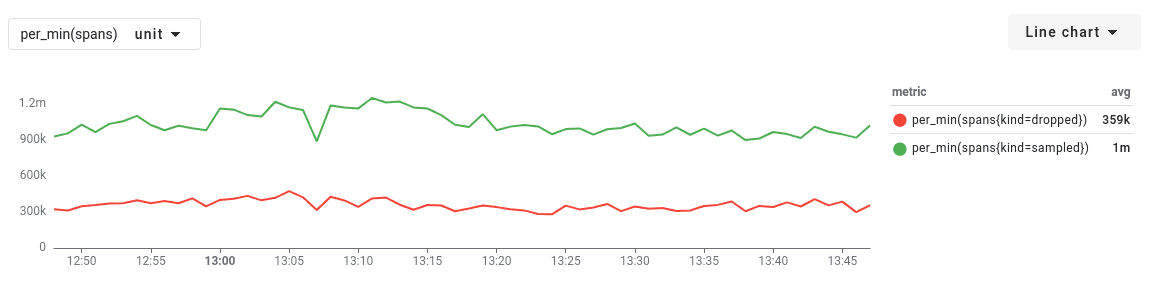 per_min(spans) unit
Line chart
metric avg
per_min(spans{kind=dropped}) 359k
per_min(spans{kind=sampled}) 1m
1.2m
900k
600k
300k
0
12:50 12:55 13:00 13:05 13:10 13:15 13:20 13:25 13:30 13:35 13:40 13:45